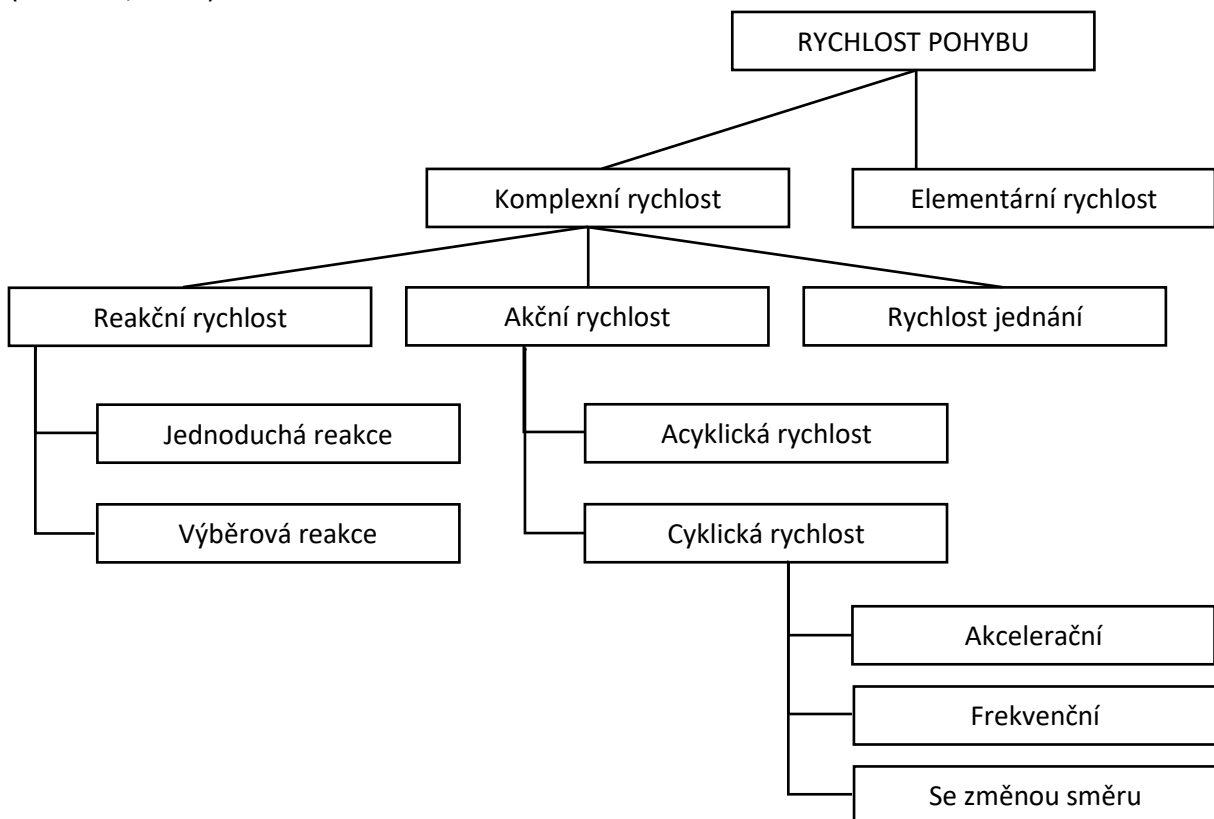 RYCHLOST POHYBU
Komplexní rychlost
Elementární rychlost
Reakční rychlost
Akční rychlost
Rychlost jednání
Jednoduchá reakce
Acyklická rychlost
Výběrová reakce
Cyklická rychlost
Akcelerační
Frekvenční
Se změnou směru